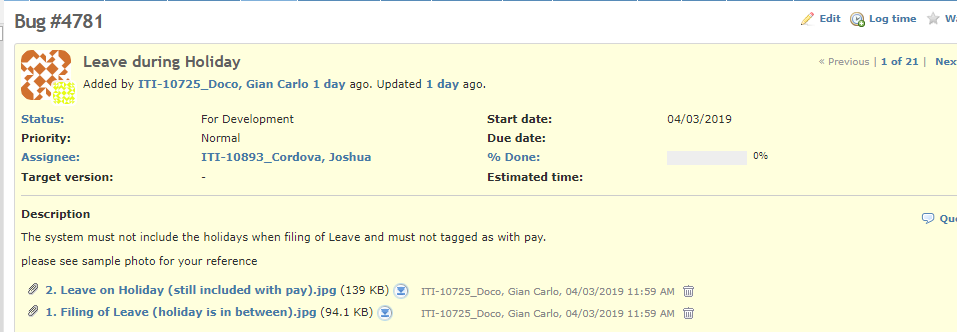 Bug #4781
Edit Log time
Leave during Holiday
« Previous | 1 of 21 |
Added by ITI-10725_Doco, Gian Carlo 1 day ago. Updated 1 day ago.
Status: For Development Start date: 04/03/2019
Priority: Normal Due date:
Assignee: ITI-10893_Cordova, Joshua % Done: 0%
Target version: - Estimated time:
Description
The system must not include the holidays when filing of Leave and must not tagged as with pay.
please see sample photo for your reference
2. Leave on Holiday (still included with pay).jpg (139 KB) ITI-10725_Doco, Gian Carlo, 04/03/2019 11:59 AM
1. Filing of Leave (holiday is in between).jpg (94.1 KB) ITI-10725_Doco, Gian Carlo, 04/03/2019 11:59 AM